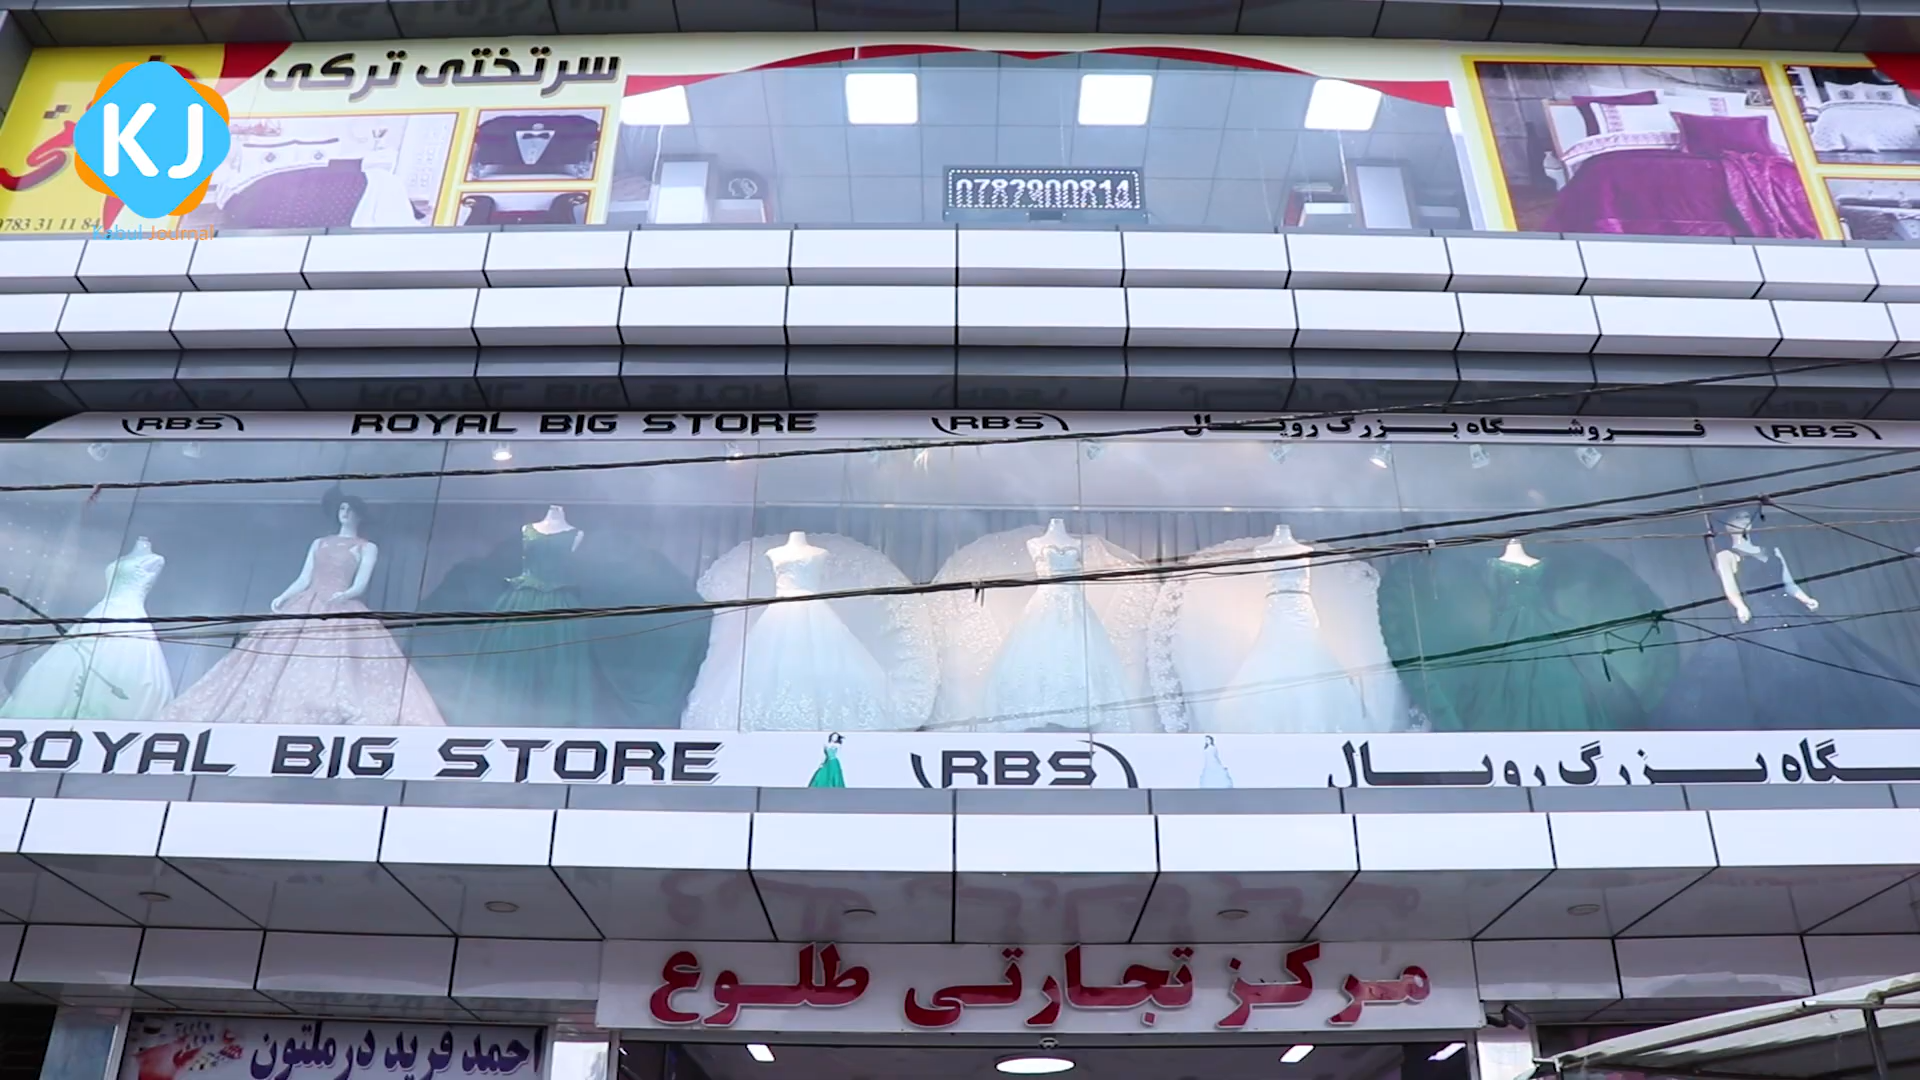 سرتختی ترکی
KJ
0782900814
0783 31 11 84
Kabul Journal
(RBS) ROYAL BIG STORE (RBS) فروشگاه بزرگ رویال (RBS)
ROYAL BIG STORE (RBS) گاه بزرگ رویال
مرکز تجارتی طلوع
احمد فرید درملتون